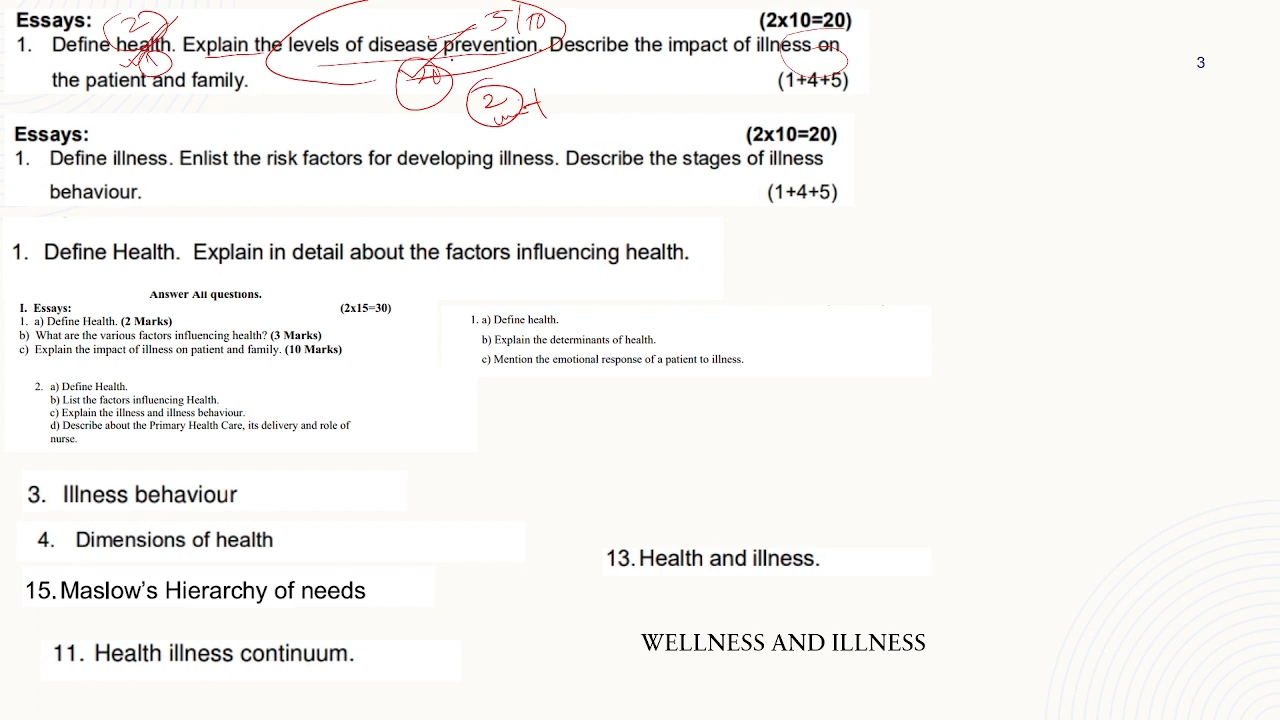 Essays: (2x10=20)
1. Define health. Explain the levels of disease prevention. Describe the impact of illness on
the patient and family. (1+4+5)
2
5/10
2
3
Essays: (2x10=20)
1. Define illness. Enlist the risk factors for developing illness. Describe the stages of illness
behaviour. (1+4+5)
1. Define Health. Explain in detail about the factors influencing health.
Answer All questions.
I. Essays: (2x15=30)
1. a) Define Health. (2 Marks)
b) What are the various factors influencing health? (3 Marks)
c) Explain the impact of illness on patient and family. (10 Marks)
1. a) Define health.
b) Explain the determinants of health.
c) Mention the emotional response of a patient to illness.
2. a) Define Health.
b) List the factors influencing Health.
c) Explain the illness and illness behaviour.
d) Describe about the Primary Health Care, its delivery and role of
nurse.
3. Illness behaviour
4. Dimensions of health
13. Health and illness.
15. Maslow's Hierarchy of needs
11. Health illness continuum.
WELLNESS AND ILLNESS